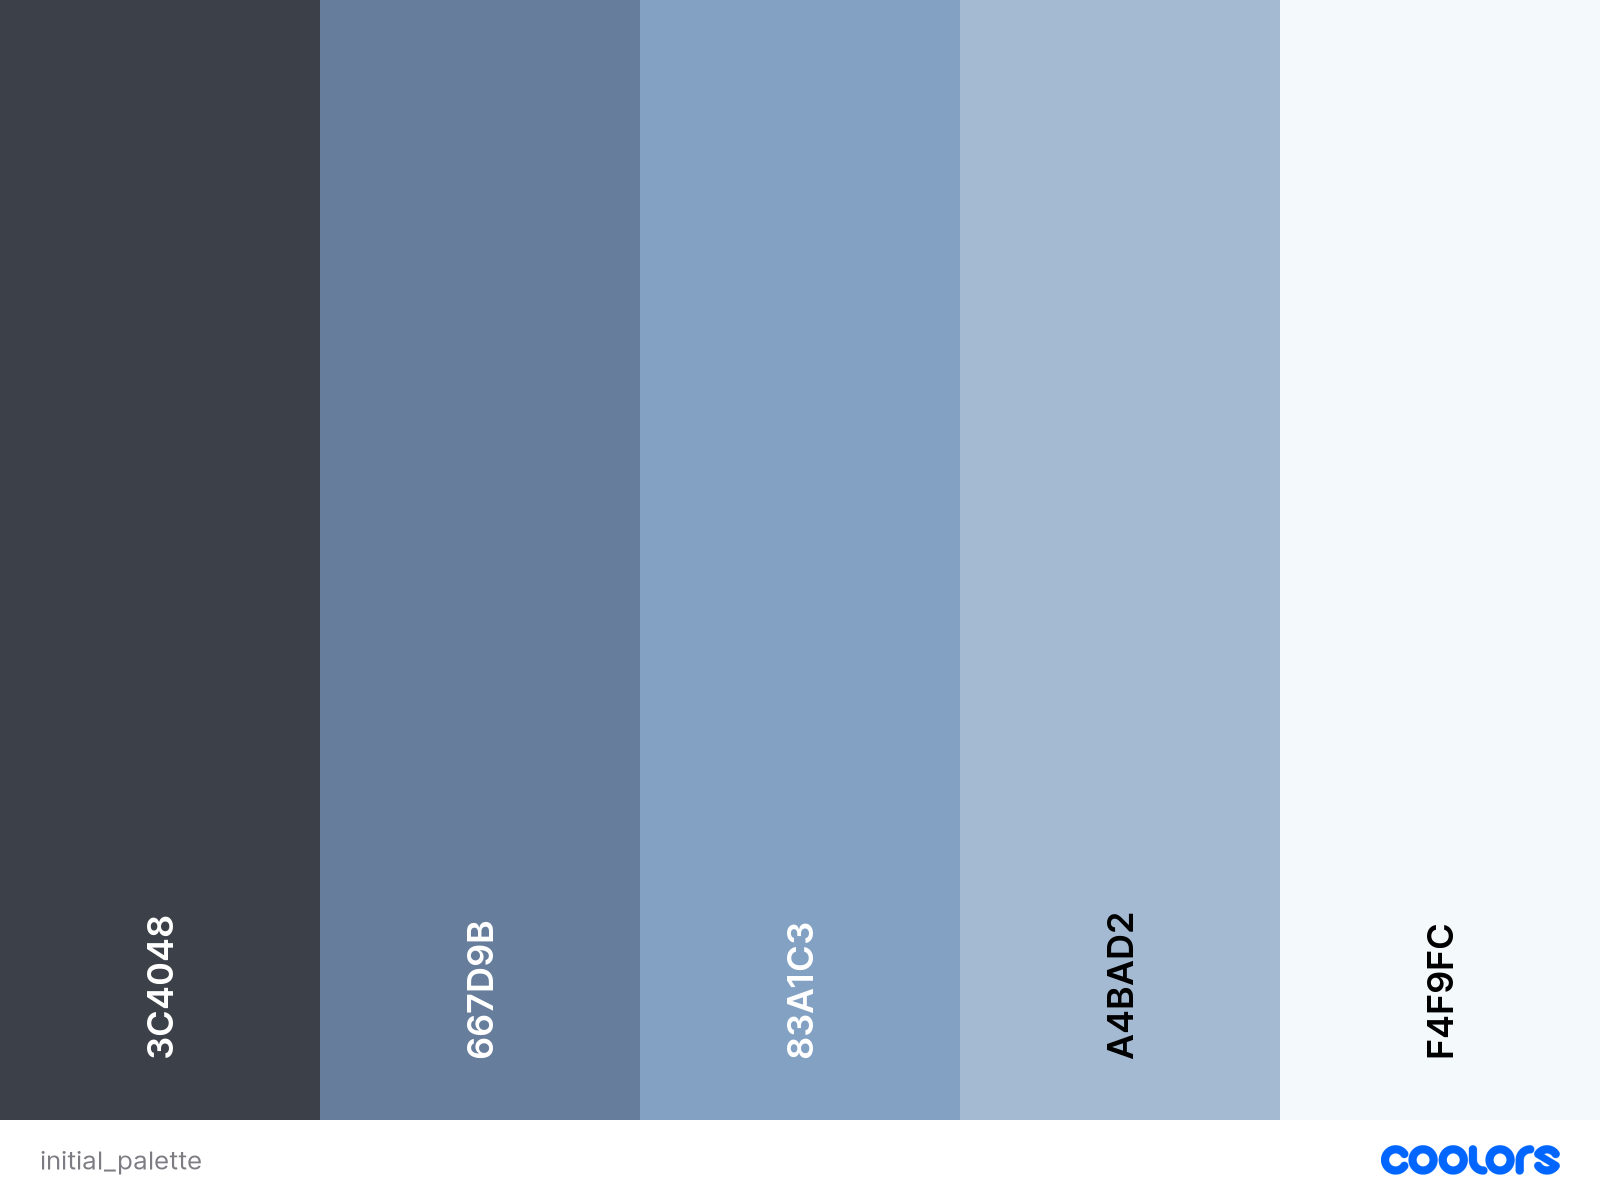 3C4048
667D9B
83A1C3
A4BAD2
F4F9FC
initial_palette
coolors